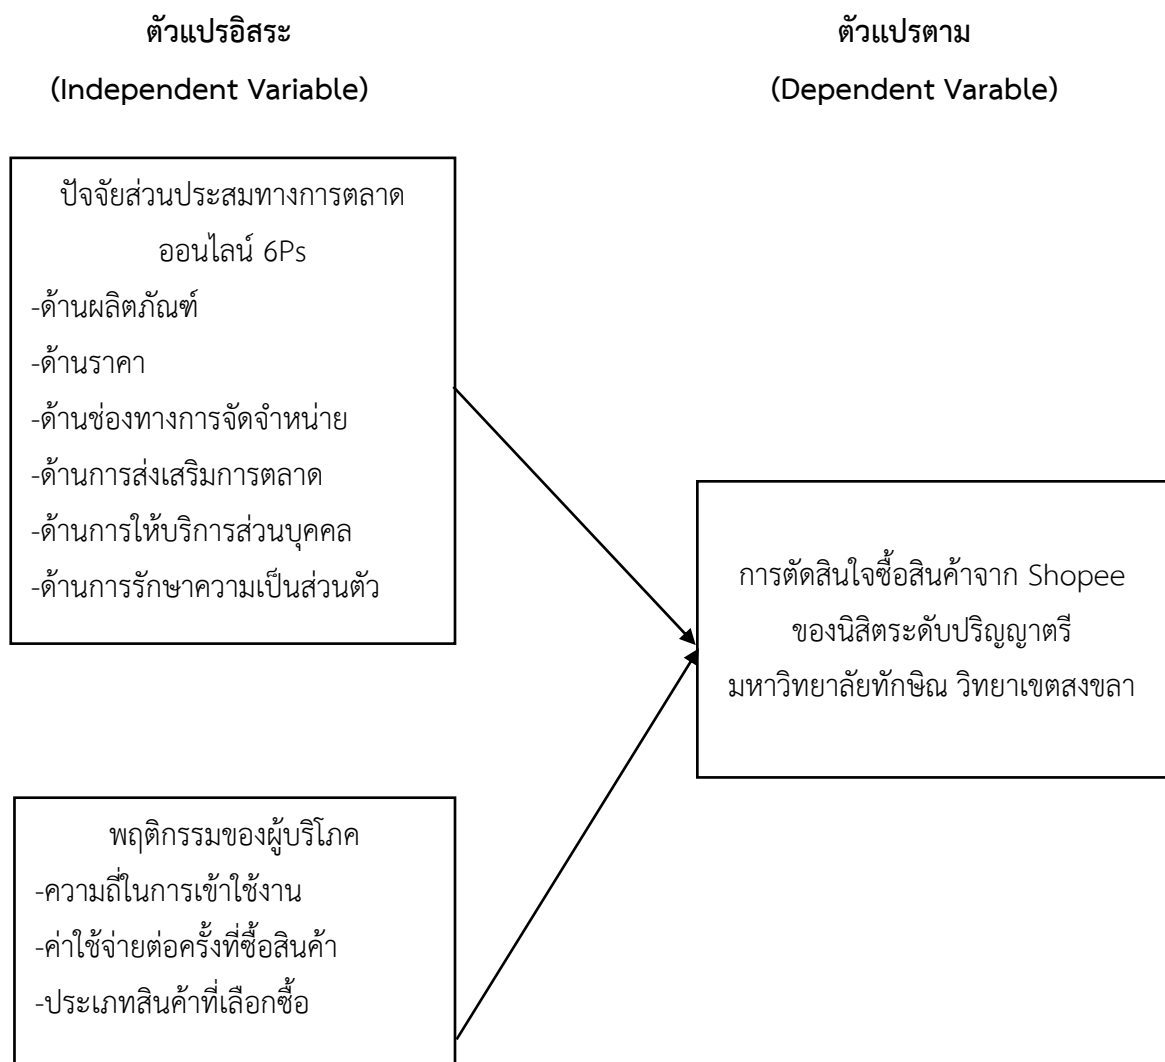 ตัวแปรอิสระ
(Independent Variable)
ตัวแปรตาม
(Dependent Varable)
ปัจจัยส่วนประสมทางการตลาด
ออนไลน์ 6Ps
-ด้านผลิตภัณฑ์
-ด้านราคา
-ด้านช่องทางการจัดจำหน่าย
-ด้านการส่งเสริมการตลาด
-ด้านการให้บริการส่วนบุคคล
-ด้านการรักษาความเป็นส่วนตัว
การตัดสินใจซื้อสินค้าจาก Shopee
ของนิสิตระดับปริญญาตรี
มหาวิทยาลัยทักษิณ วิทยาเขตสงขลา
พฤติกรรมของผู้บริโภค
-ความถี่ในการเข้าใช้งาน
-ค่าใช้จ่ายต่อครั้งที่ซื้อสินค้า
-ประเภทสินค้าที่เลือกซื้อ